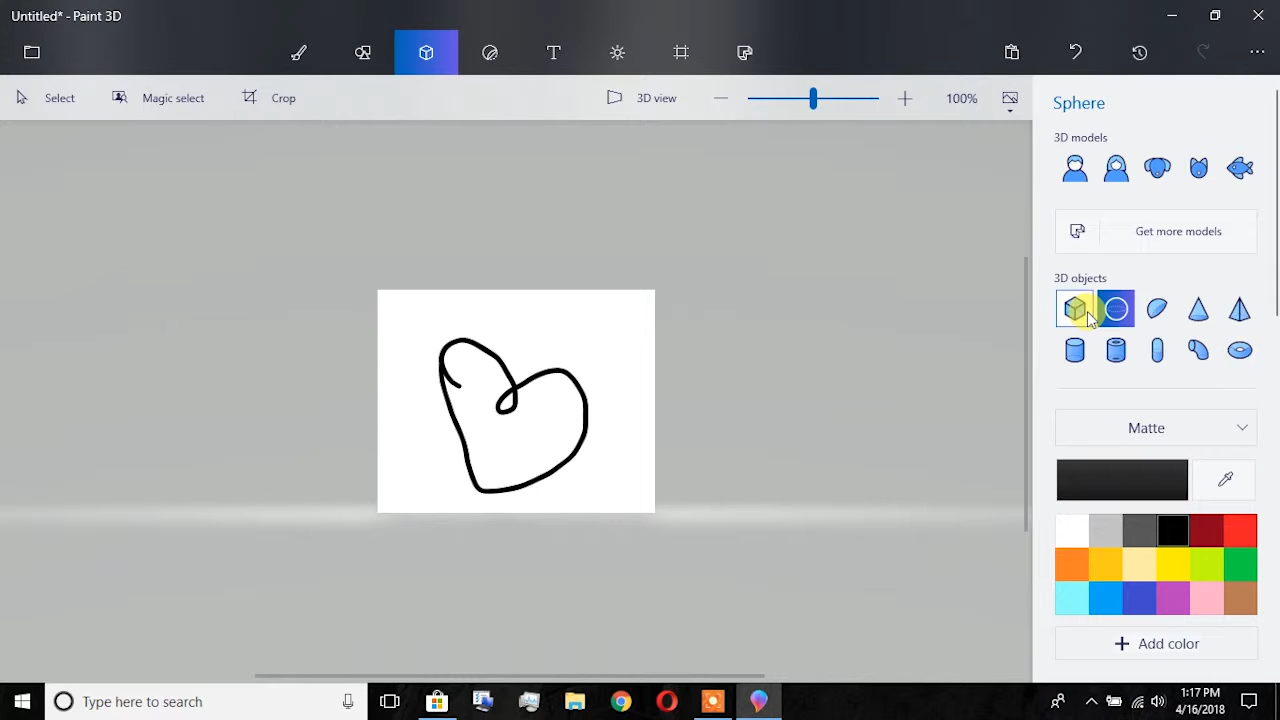 Untitled* - Paint 3D
Select
Magic select
Crop
3D view
100%
Sphere
3D models
Get more models
3D objects
Matte
Add color
Type here to search
1:17 PM
4/16/2018